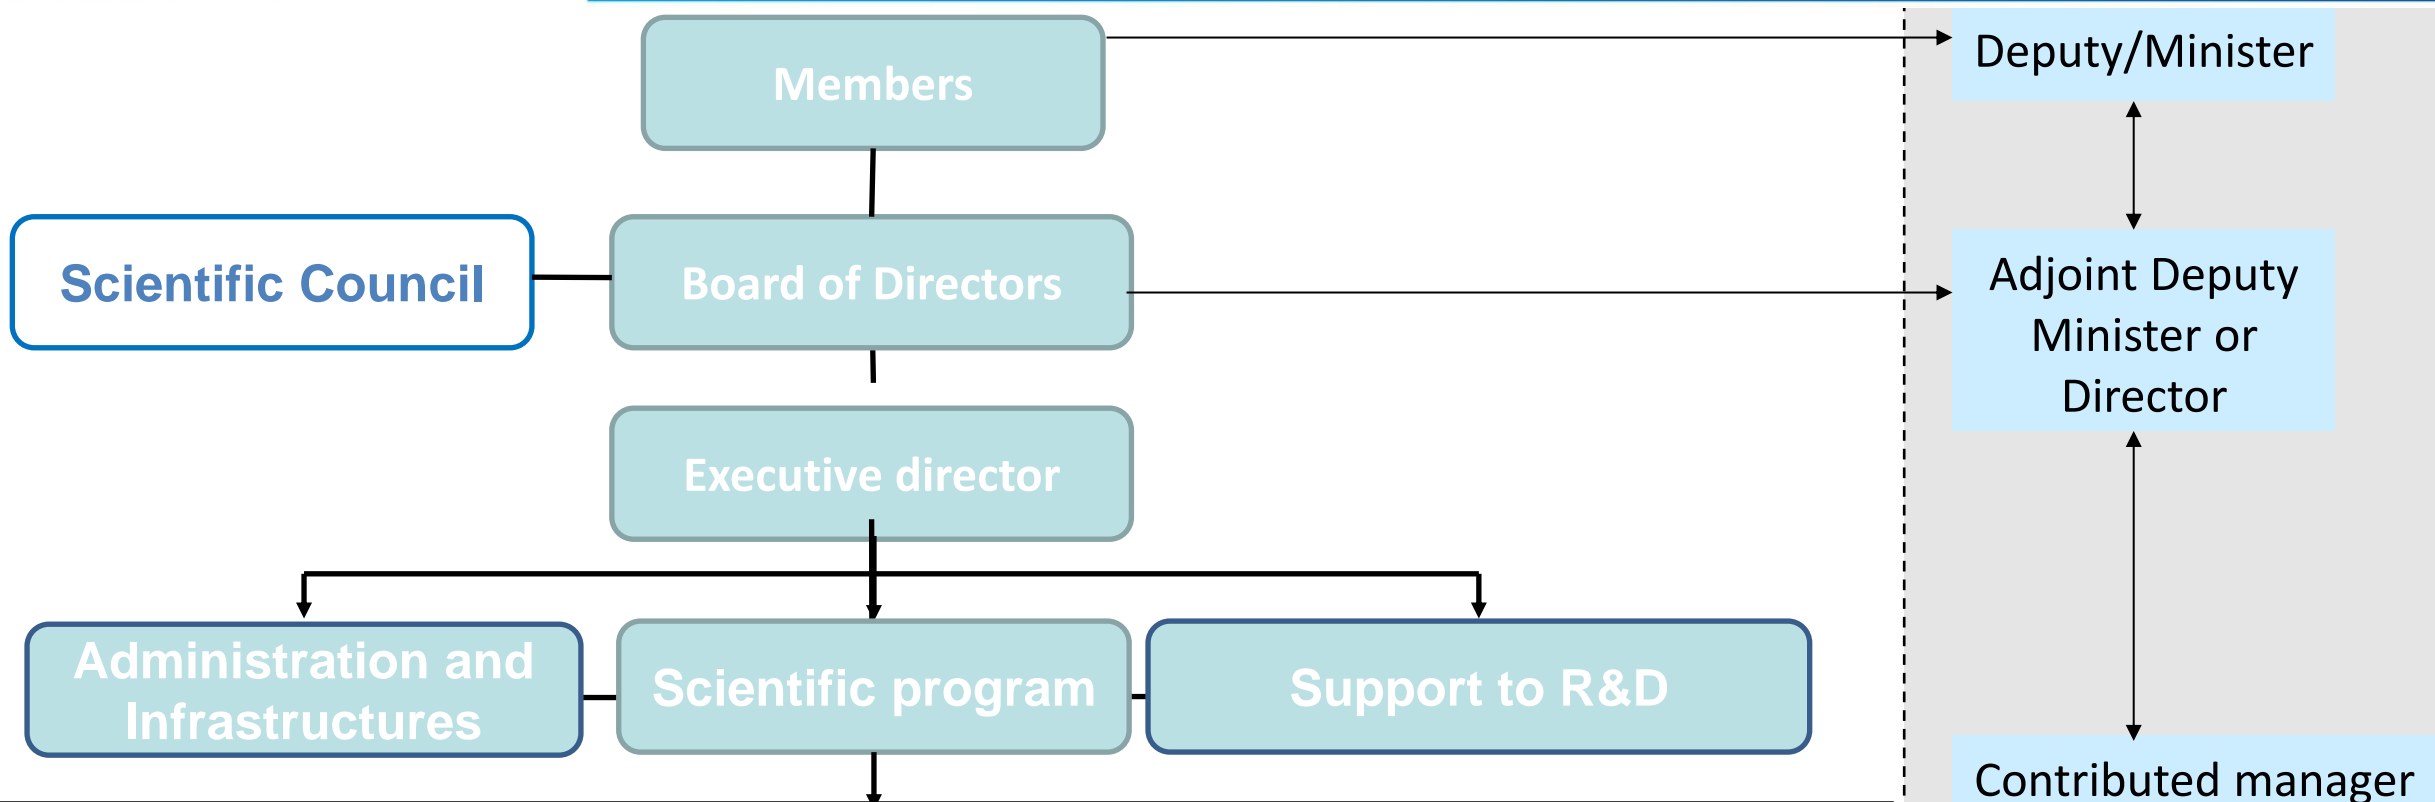 Members
Deputy/Minister
Scientific Council
Board of Directors
Adjoint Deputy
Minister or
Director
Executive director
Administration and
Infrastructures
Scientific program
Support to R&D
Contributed manager